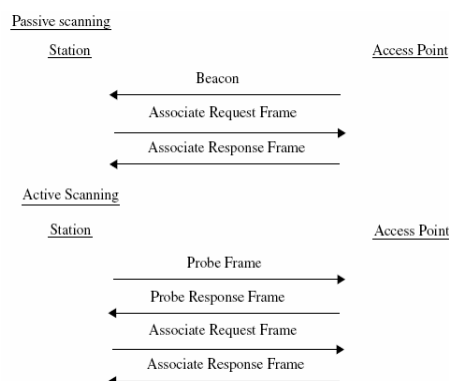 Passive scanning
Station Access Point
Beacon
Associate Request Frame
Associate Response Frame
Active Scanning
Station Access Point
Probe Frame
Probe Response Frame
Associate Request Frame
Associate Response Frame